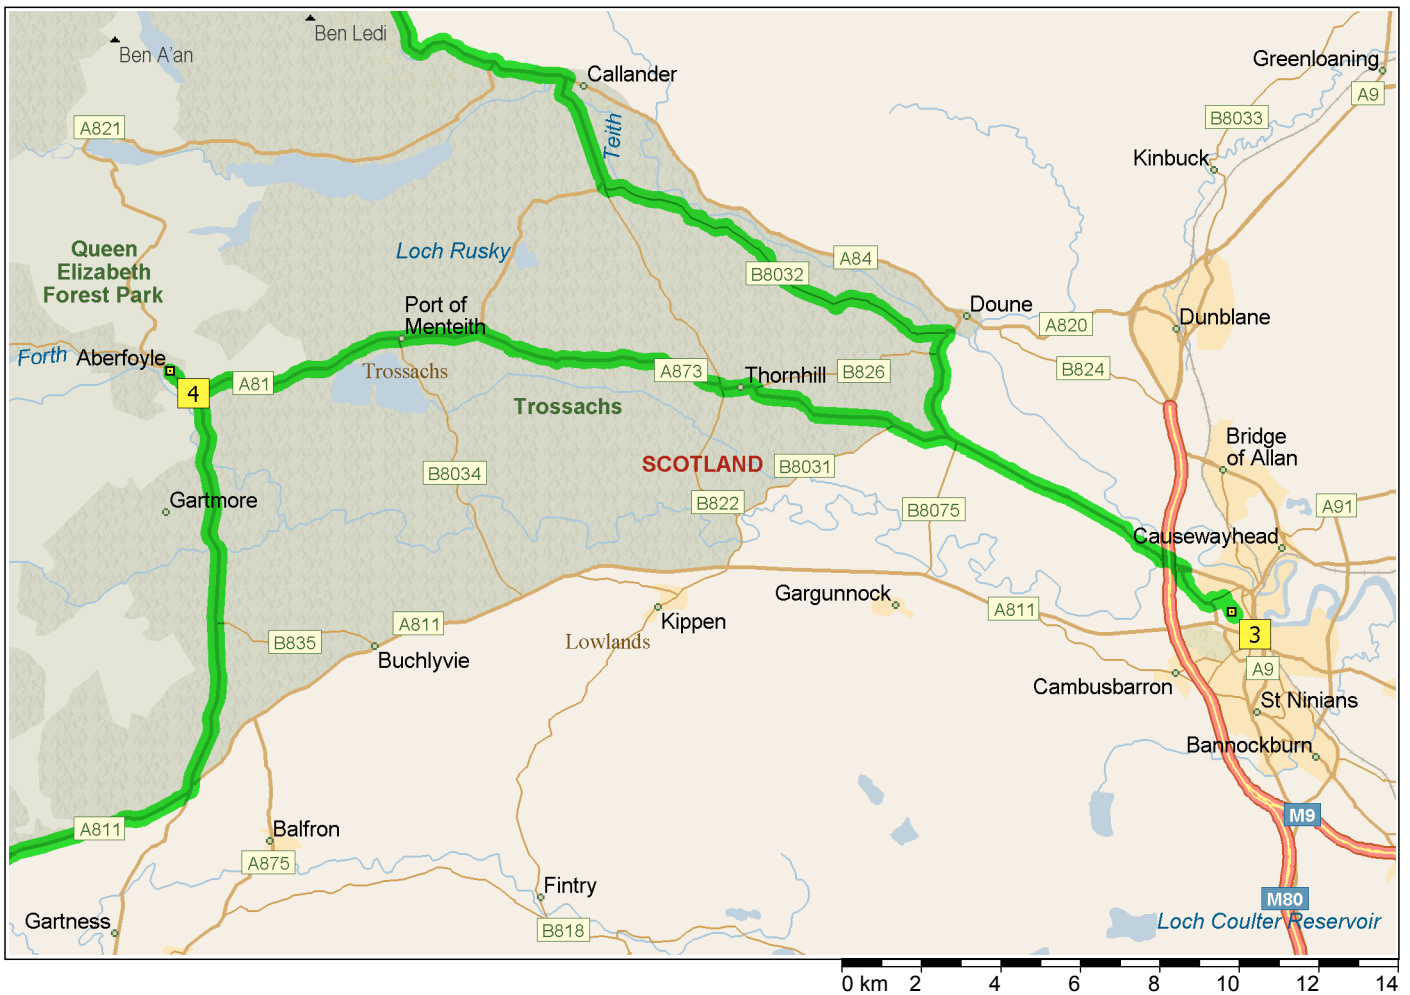 Ben Ledi
Ben A'an
Greenloaning
Callander
A9
A821
B8033
Teith
Kinbuck
Queen
Elizabeth
Forest Park
Loch Rusky
A84
B8032
Port of
Menteith
Doune
A820
Dunblane
Forth
Aberfoyle
4
A81
Trossachs
A873
Thornhill
B826
B824
Trossachs
Bridge
of Allan
SCOTLAND
B8031
B8034
Gartmore
B822
B8075
A91
Causewayhead
Gargunnock
A811
A811
Kippen
3
B835
Lowlands
Buchlyvie
A9
Cambusbarron
St Ninians
Bannockburn
M9
A811
Balfron
A875
Fintry
M80
Gartness
B818
Loch Coulter Reservoir
0 km 2 4 6 8 10 12 14